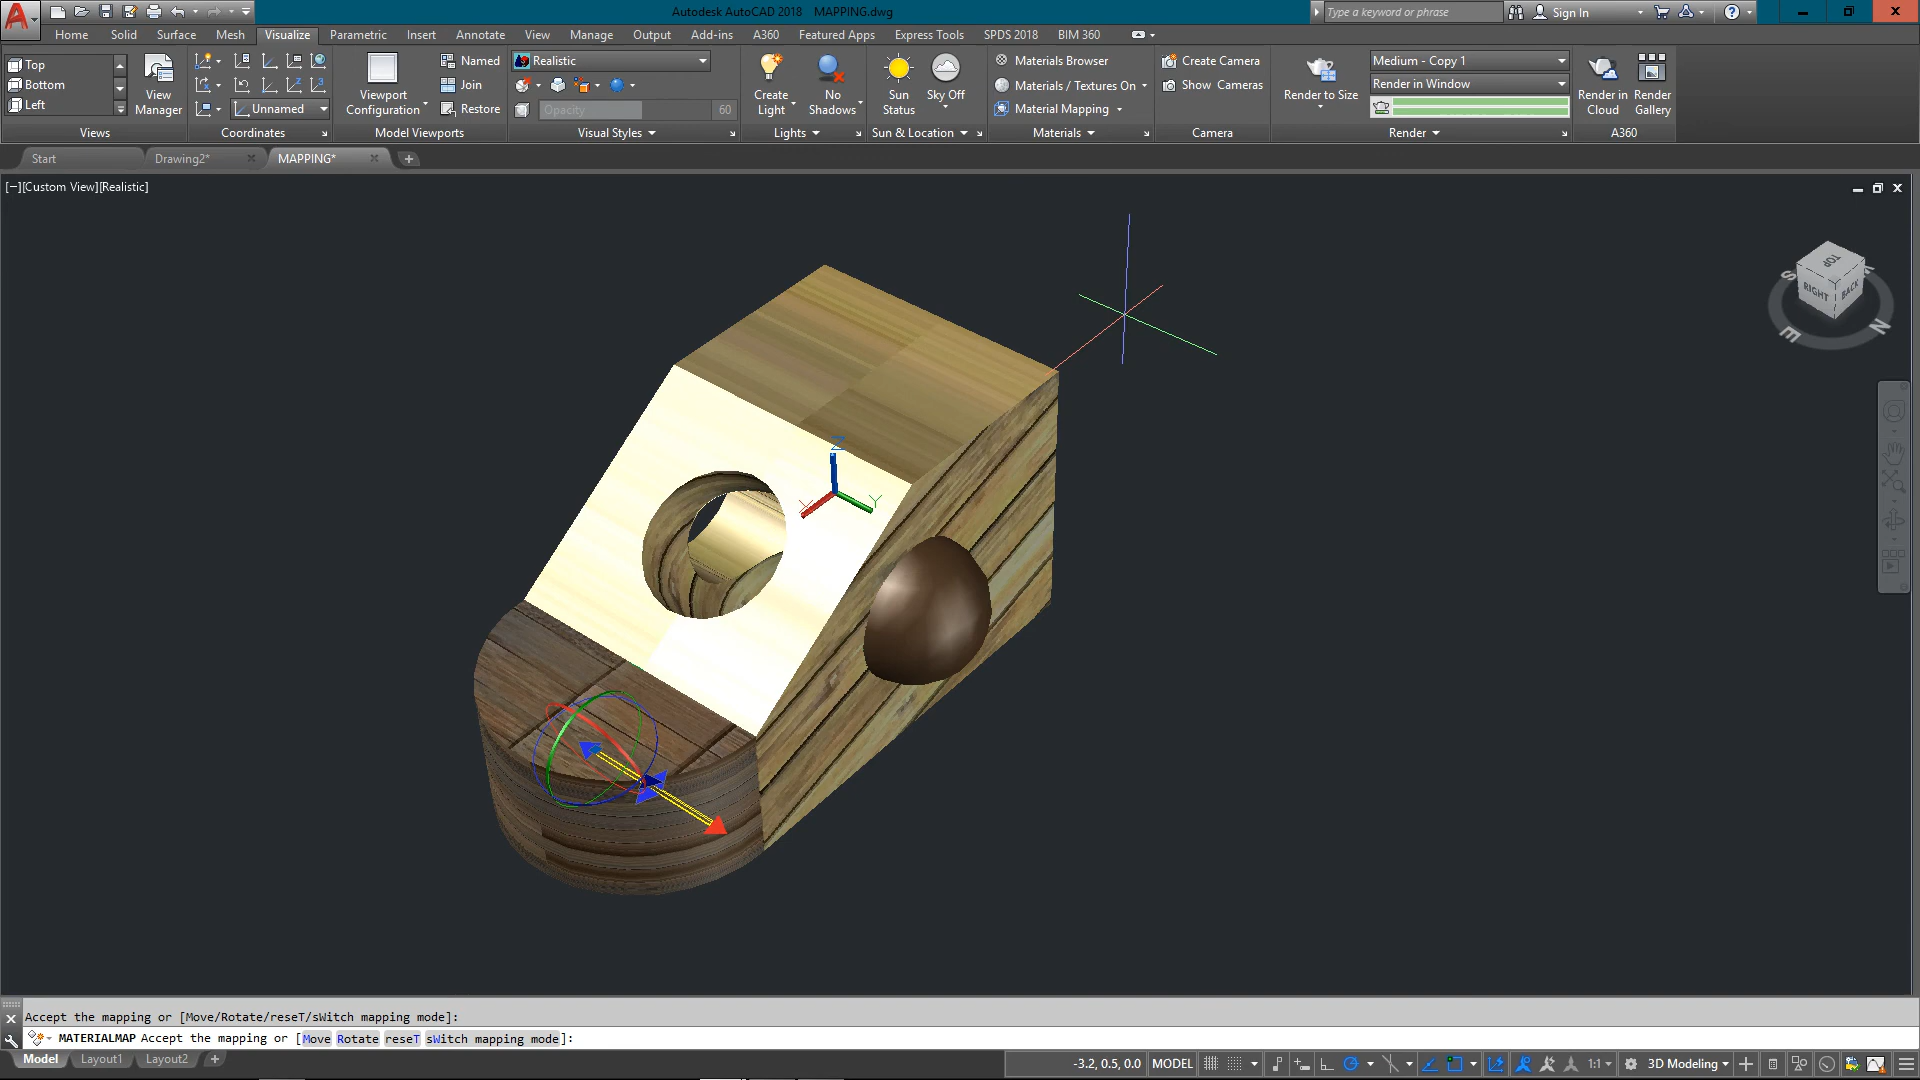 Autodesk AutoCAD 2018 MAPPING.dwg
Type a keyword or phrase
Sign In
Home Solid Surface Mesh Visualize Parametric Insert Annotate View Manage Output Add-ins A360 Featured Apps Express Tools SPDS 2018 BIM 360
Top
Bottom
Left
View
Manager
Unnamed
Viewport
Configuration
Named
Join
Restore
Realistic
Opacity 60
Create
Light
No
Shadows
Sun
Status
Sky Off
Materials Browser
Materials / Textures On
Material Mapping
Create Camera
Show Cameras
Render to Size
Medium - Copy 1
Render in Window
Render in
Cloud
Render
Gallery
Views Coordinates Model Viewports Visual Styles Lights Sun & Location Materials Camera Render A360
Start Drawing2* MAPPING*
[−][Custom View][Realistic]
TOP
RIGHT
BACK
S
E
N
Z
X
Y
Accept the mapping or [Move/Rotate/reseT/sWitch mapping mode]:
MATERIALMAP Accept the mapping or [Move Rotate reseT sWitch mapping mode]:
Model Layout1 Layout2
-3.2, 0.5, 0.0 MODEL 1:1 3D Modeling